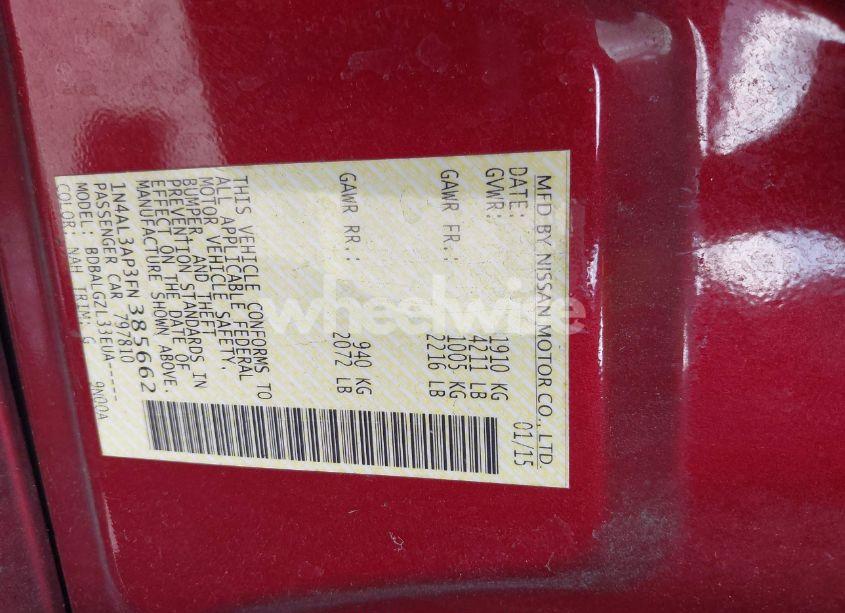 MFD BY NISSAN MOTOR CO., LTD.
DATE: 01/15
GVWR: 1910 KG
4211 LB
GAWR FR.: 1005 KG
2216 LB
GAWR RR.: 940 KG
2072 LB
THIS VEHICLE CONFORMS TO
ALL APPLICABLE FEDERAL
MOTOR VEHICLE SAFETY,
BUMPER, AND THEFT
PREVENTION STANDARDS IN
EFFECT ON THE DATE OF
MANUFACTURE SHOWN ABOVE.
1N4AL3AP3FN385662
PASSENGER CAR 797810
MODEL: BDBALGZL33EUA-----
COLOR: NAH TRIM: G 9N00A
wheelwise